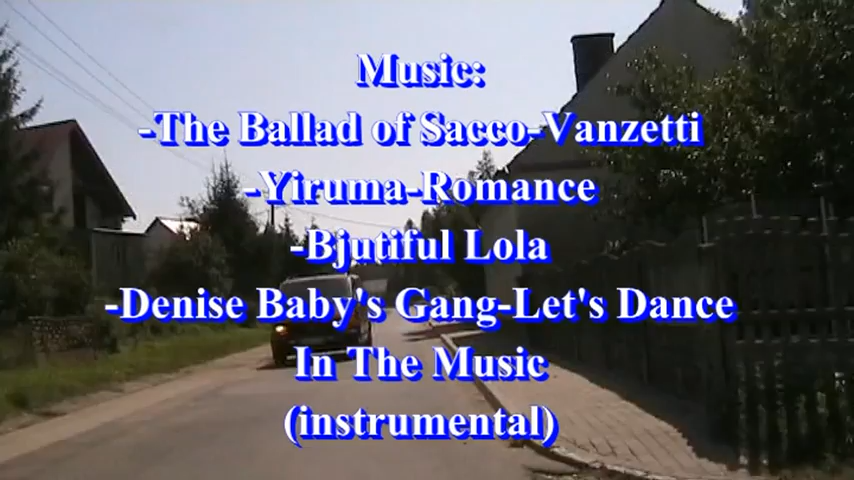 Music:
-The Ballad of Sacco-Vanzetti
-Yiruma-Romance
-Bjutiful Lola
-Denise Baby's Gang-Let's Dance
In The Music
(instrumental)